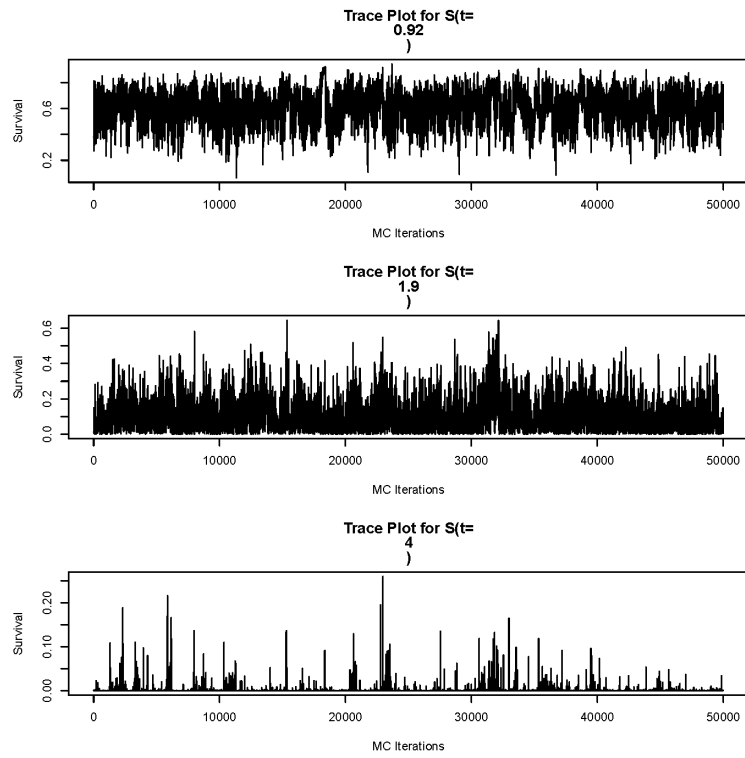 Trace Plot for S(t=
0.92
)
Survival
0.6
0.2
0 10000 20000 30000 40000 50000
MC Iterations
Trace Plot for S(t=
1.9
)
Survival
0.6
0.4
0.2
0.0
0 10000 20000 30000 40000 50000
MC Iterations
Trace Plot for S(t=
4
)
Survival
0.20
0.10
0.00
0 10000 20000 30000 40000 50000
MC Iterations